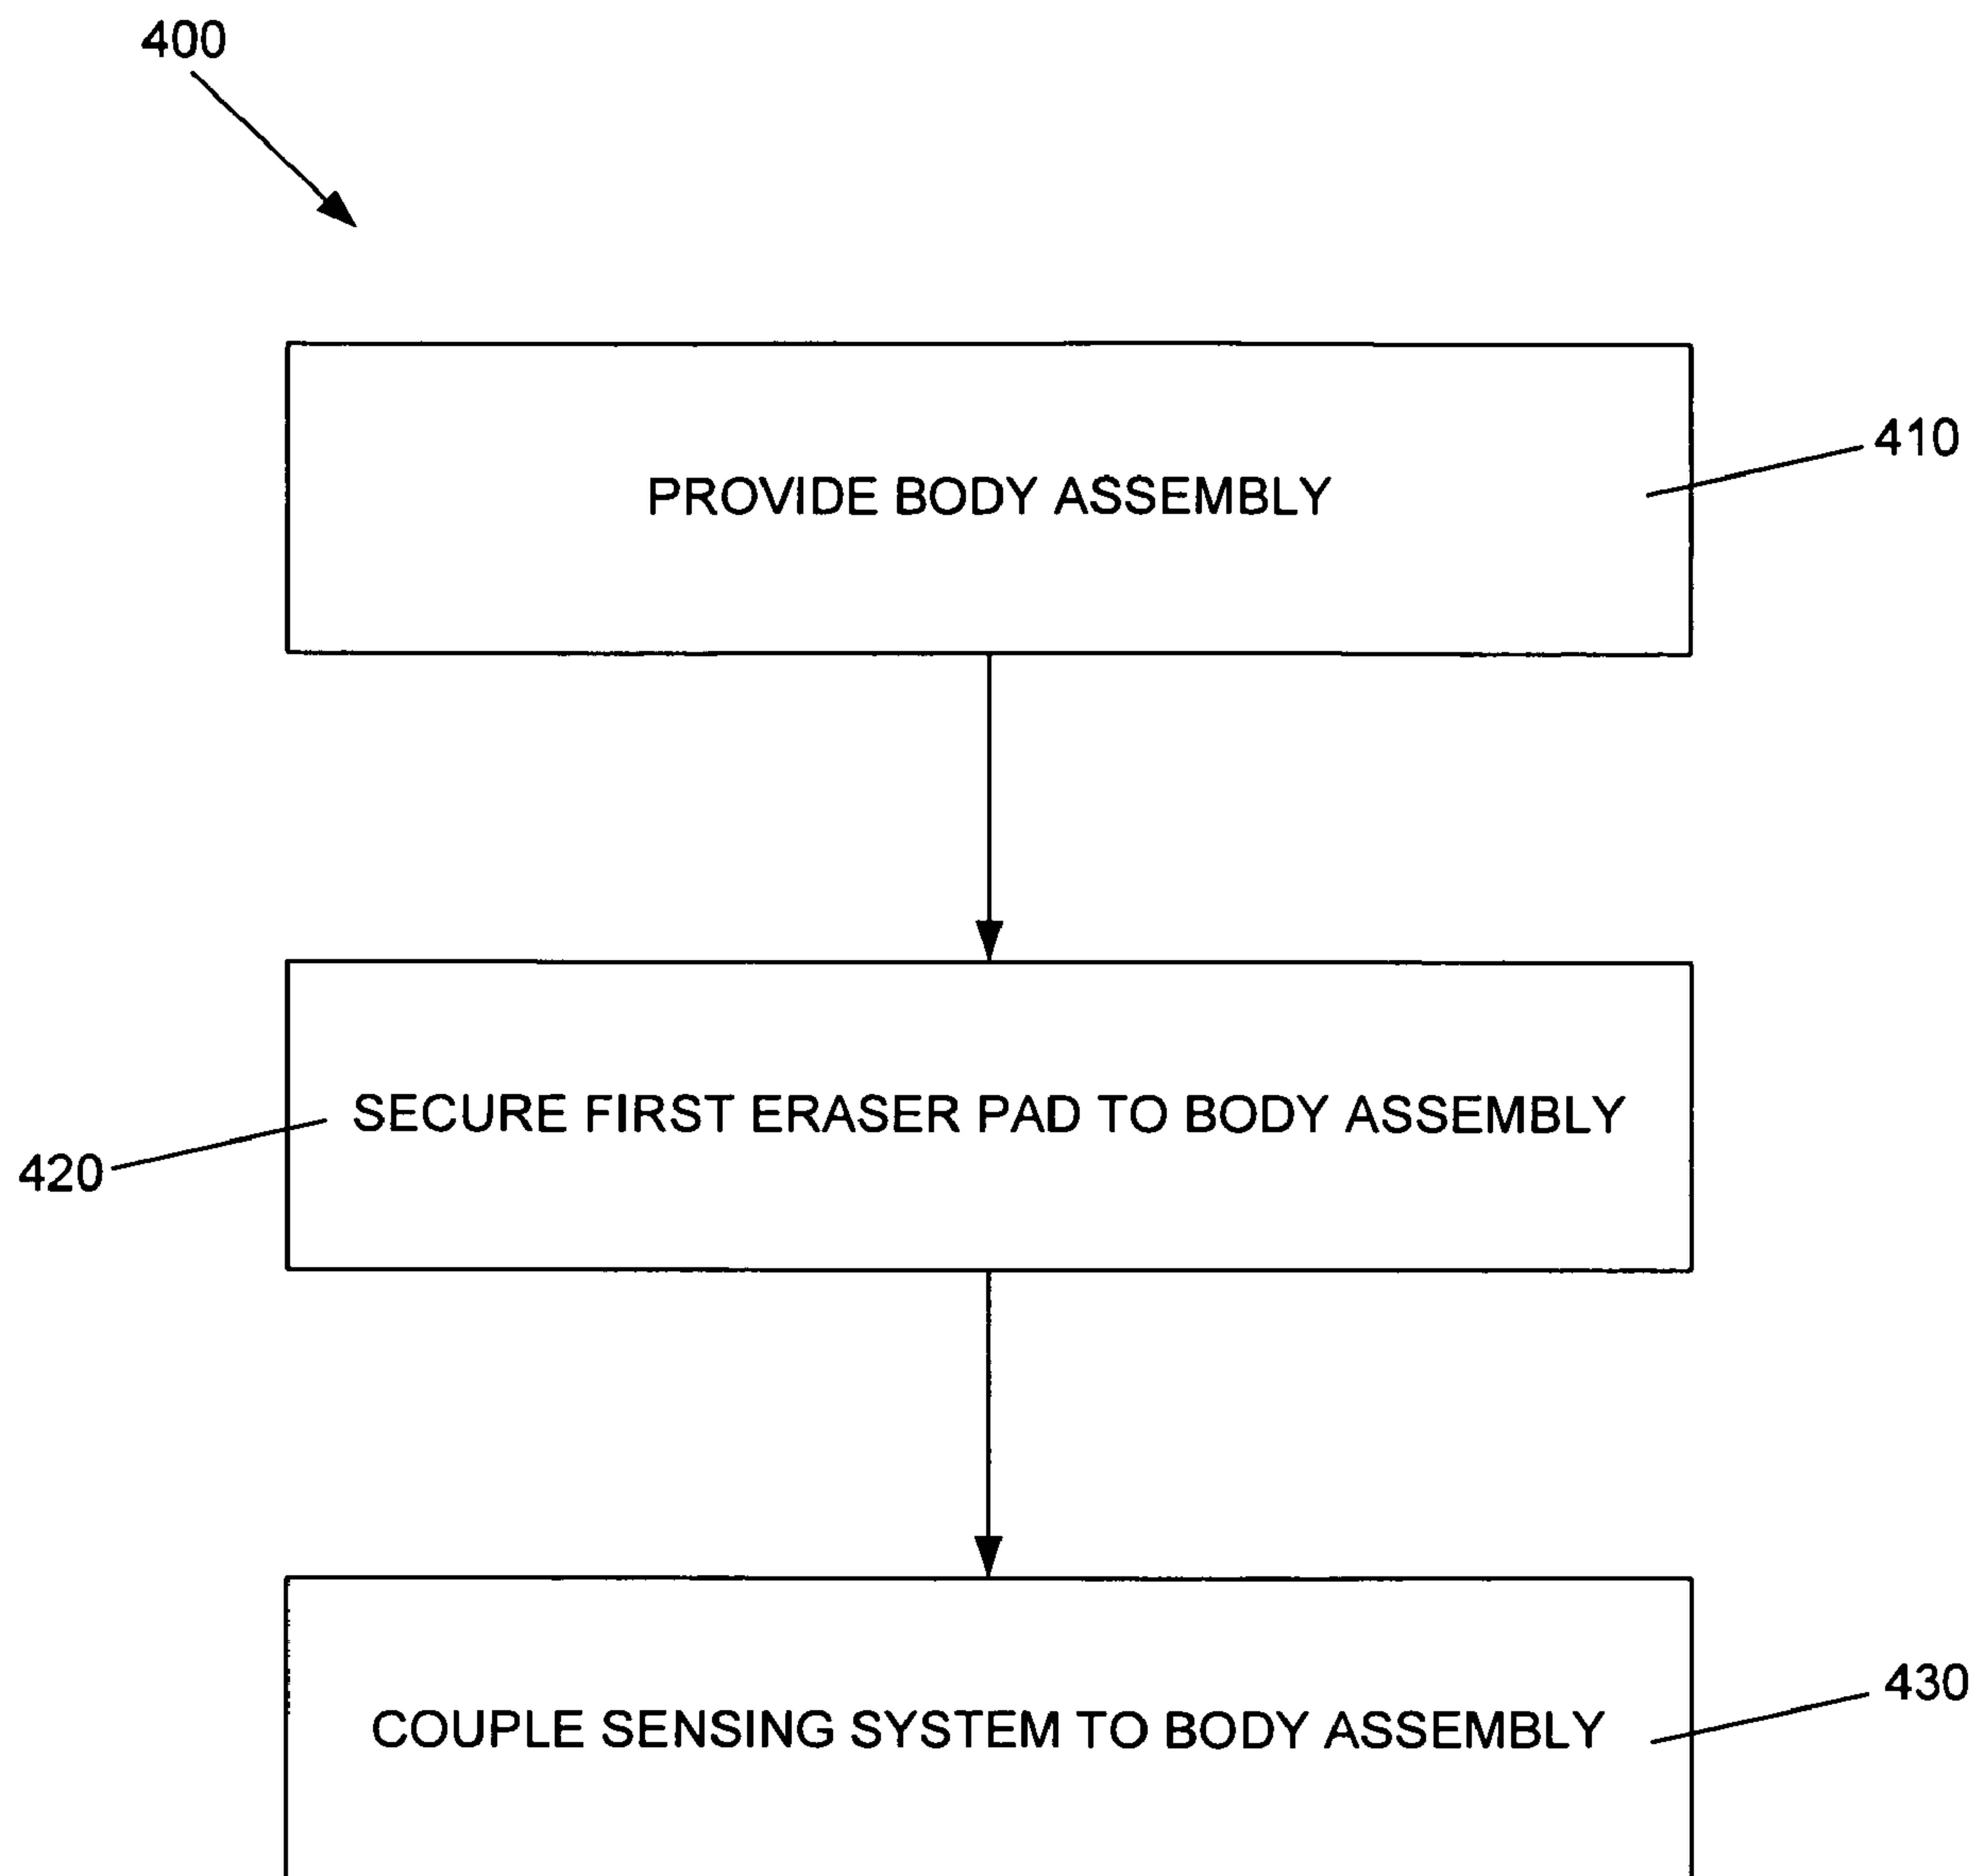 400
PROVIDE BODY ASSEMBLY
410
SECURE FIRST ERASER PAD TO BODY ASSEMBLY
420
COUPLE SENSING SYSTEM TO BODY ASSEMBLY
430